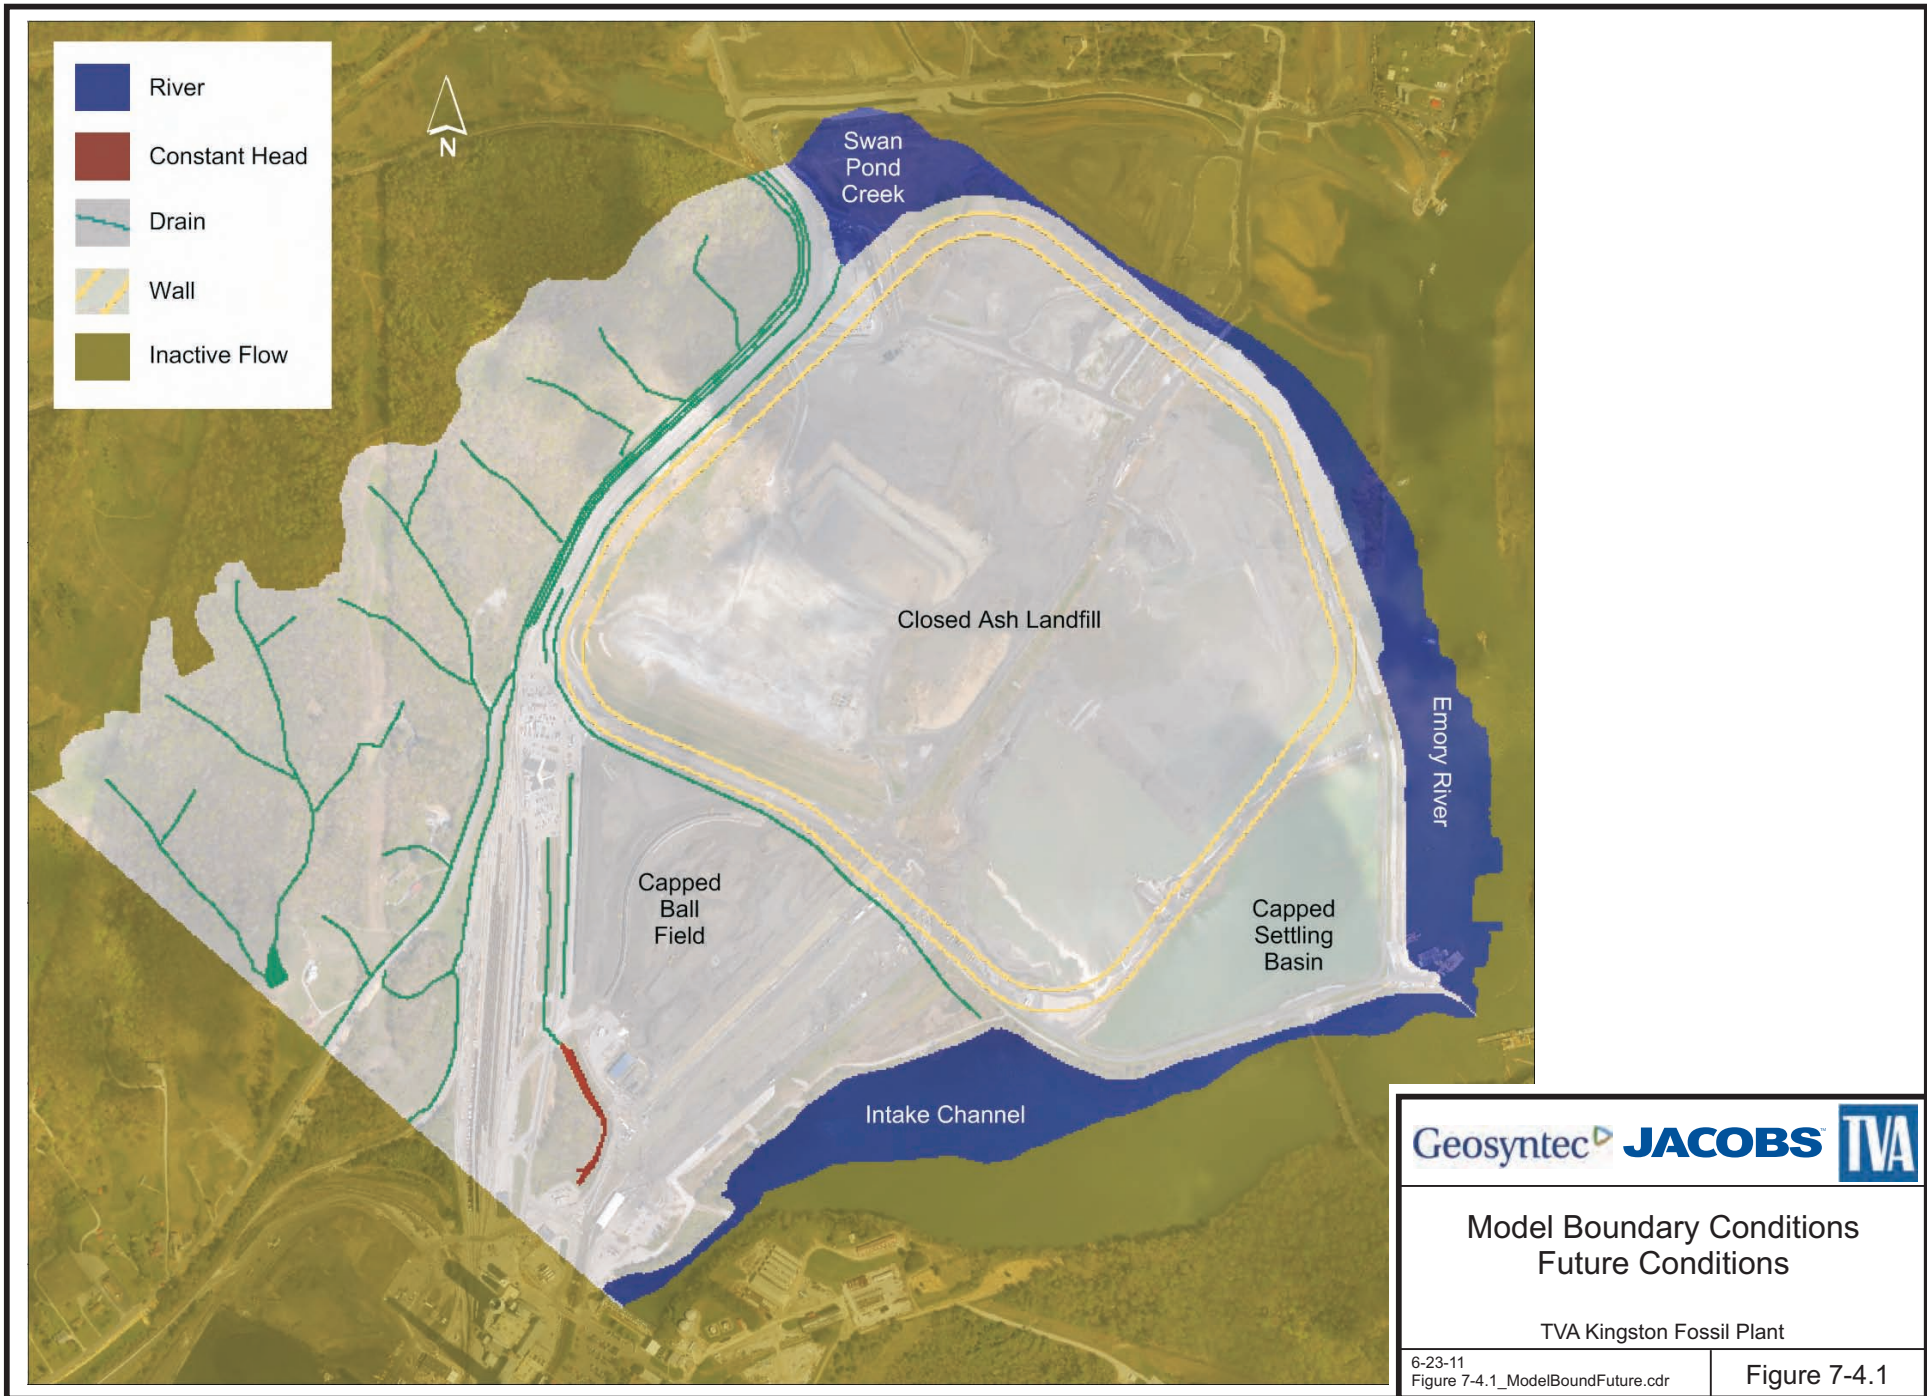 River
Constant Head
Drain
Wall
Inactive Flow
N
Swan
Pond
Creek
Closed Ash Landfill
Emory River
Capped
Ball
Field
Capped
Settling
Basin
Intake Channel
Geosyntec JACOBS TVA
Model Boundary Conditions
Future Conditions
TVA Kingston Fossil Plant
6-23-11
Figure 7-4.1_ModelBoundFuture.cdr
Figure 7-4.1